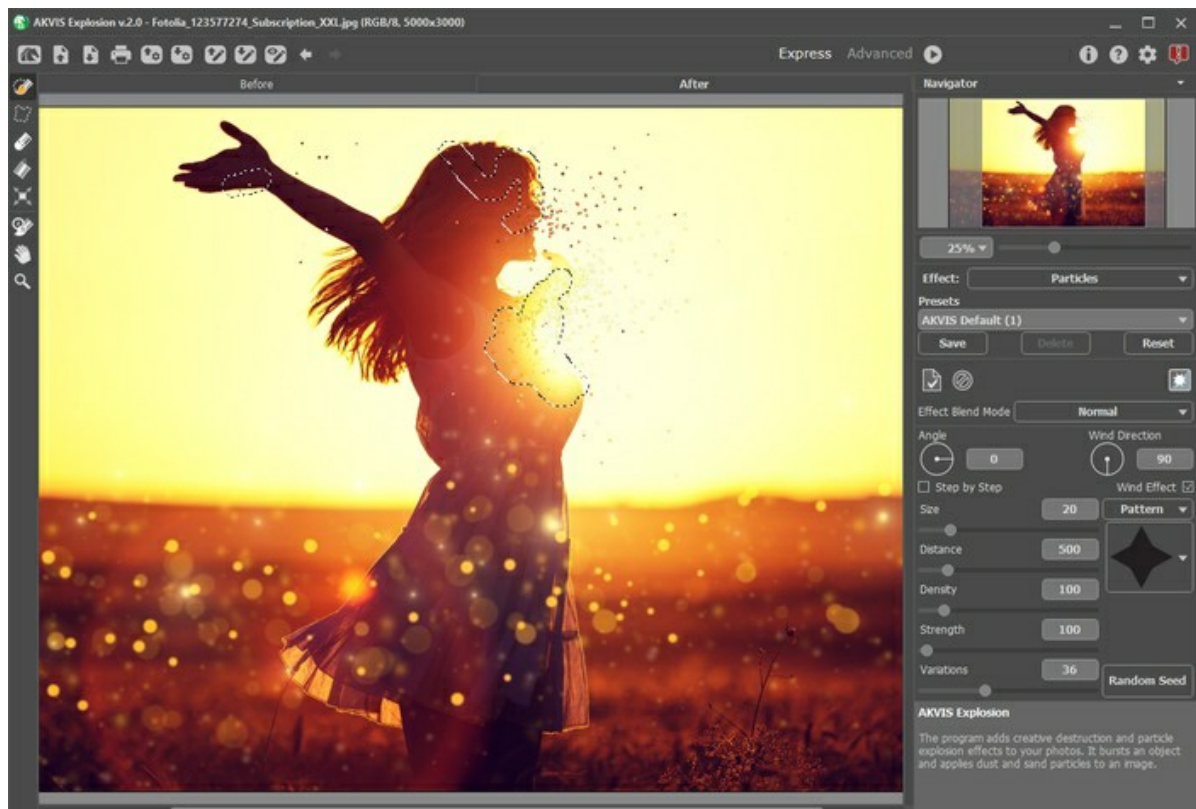 AKVIS Explosion v.2.0 - Fotolia_123577274_Subscription_XXL.jpg (RGB/8, 5000x3000)
Express Advanced
Before After
Navigator
25%
Effect: Particles
Presets
AKVIS Default (1)
Save Delete Reset
Effect Blend Mode Normal
Angle Wind Direction
0 90
Step by Step Wind Effect
Size 20 Pattern
Distance 500
Density 100
Strength 100
Variations 36 Random Seed
AKVIS Explosion
The program adds creative destruction and particle
explosion effects to your photos. It bursts an object
and applies dust and sand particles to an image.